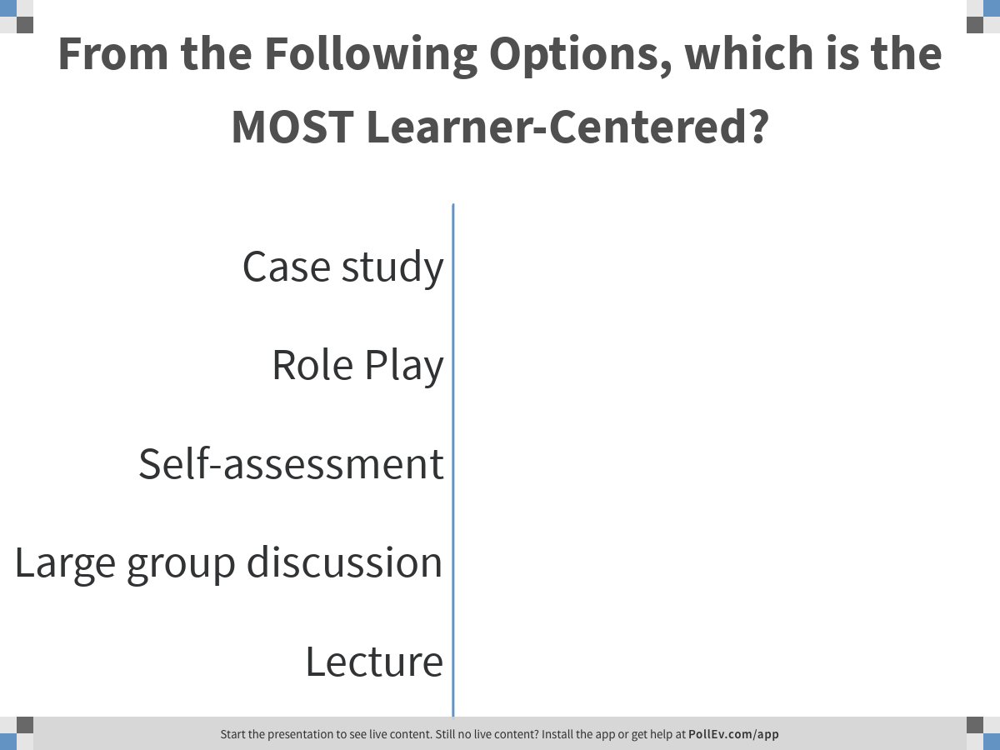 From the Following Options, which is the
MOST Learner-Centered?
Case study
Role Play
Self-assessment
Large group discussion
Lecture
Start the presentation to see live content. Still no live content? Install the app or get help at PollEv.com/app